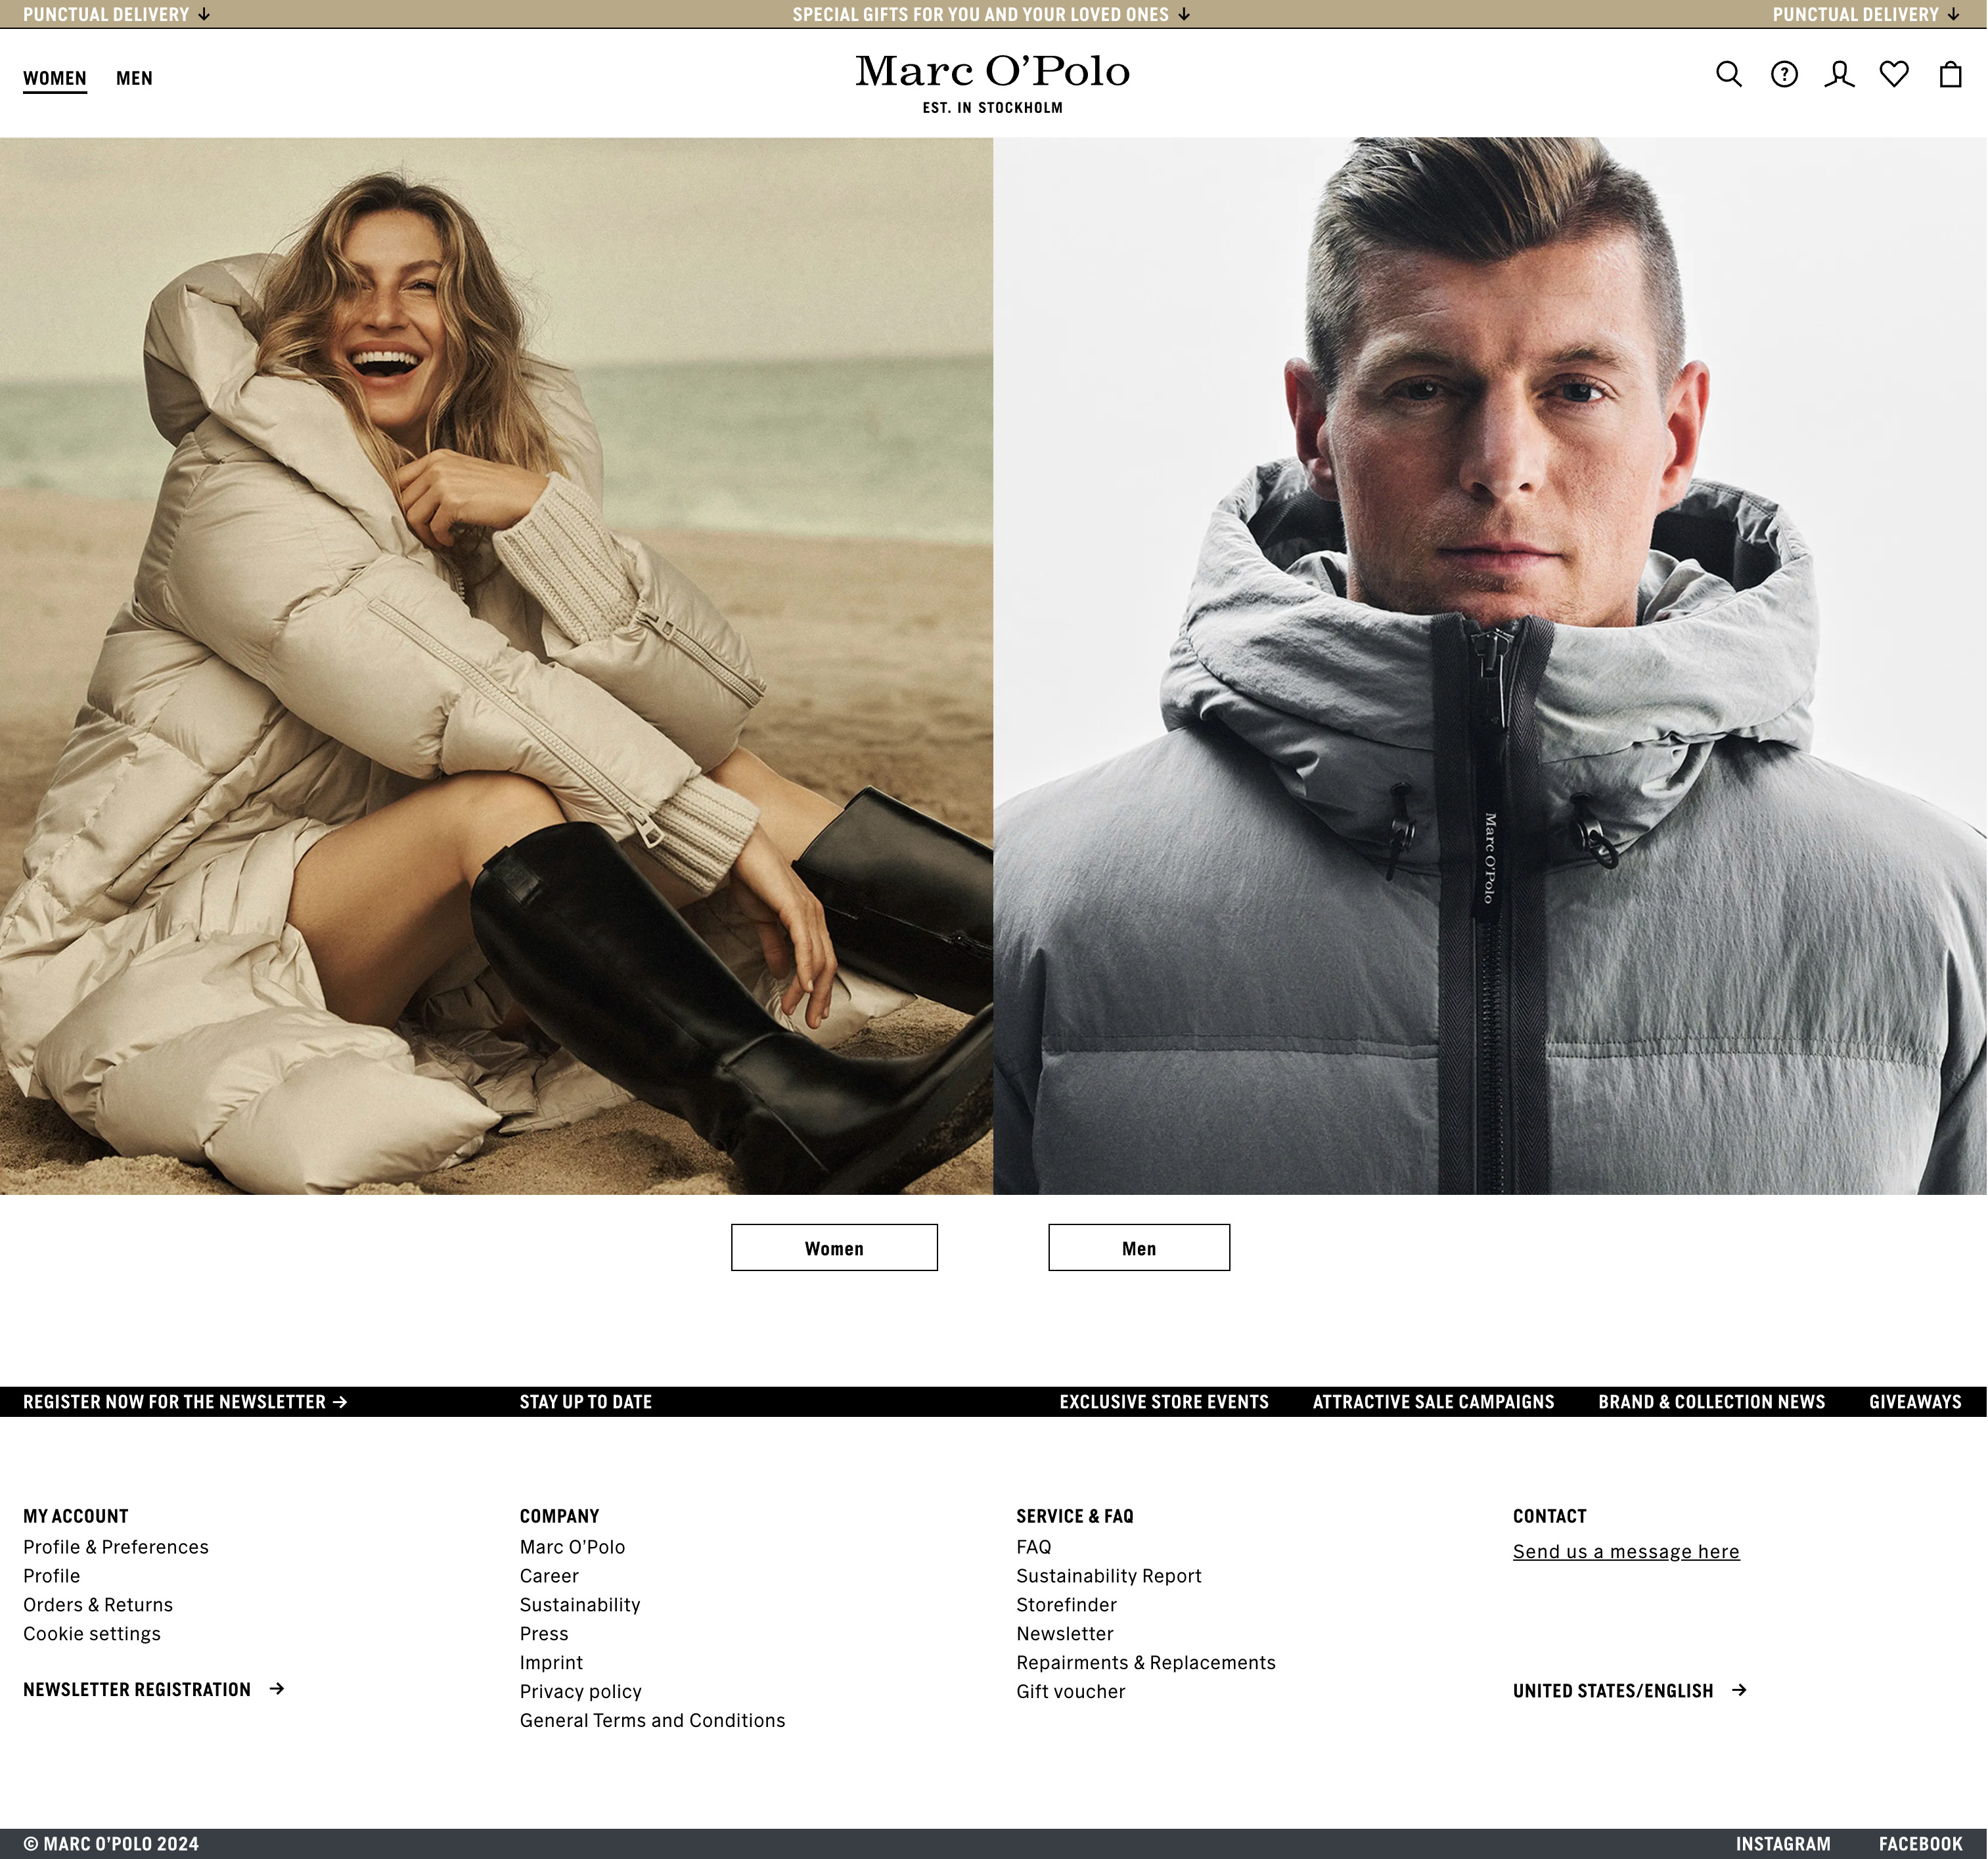 PUNCTUAL DELIVERY ↓ SPECIAL GIFTS FOR YOU AND YOUR LOVED ONES ↓ PUNCTUAL DELIVERY ↓
WOMEN MEN
Marc O’Polo
EST. IN STOCKHOLM
Marc O’Polo
Women Men
REGISTER NOW FOR THE NEWSLETTER → STAY UP TO DATE EXCLUSIVE STORE EVENTS ATTRACTIVE SALE CAMPAIGNS BRAND & COLLECTION NEWS GIVEAWAYS
MY ACCOUNT
Profile & Preferences
Profile
Orders & Returns
Cookie settings
NEWSLETTER REGISTRATION →
COMPANY
Marc O’Polo
Career
Sustainability
Press
Imprint
Privacy policy
General Terms and Conditions
SERVICE & FAQ
FAQ
Sustainability Report
Storefinder
Newsletter
Repairments & Replacements
Gift voucher
CONTACT
Send us a message here
UNITED STATES/ENGLISH →
© MARC O’POLO 2024 INSTAGRAM FACEBOOK